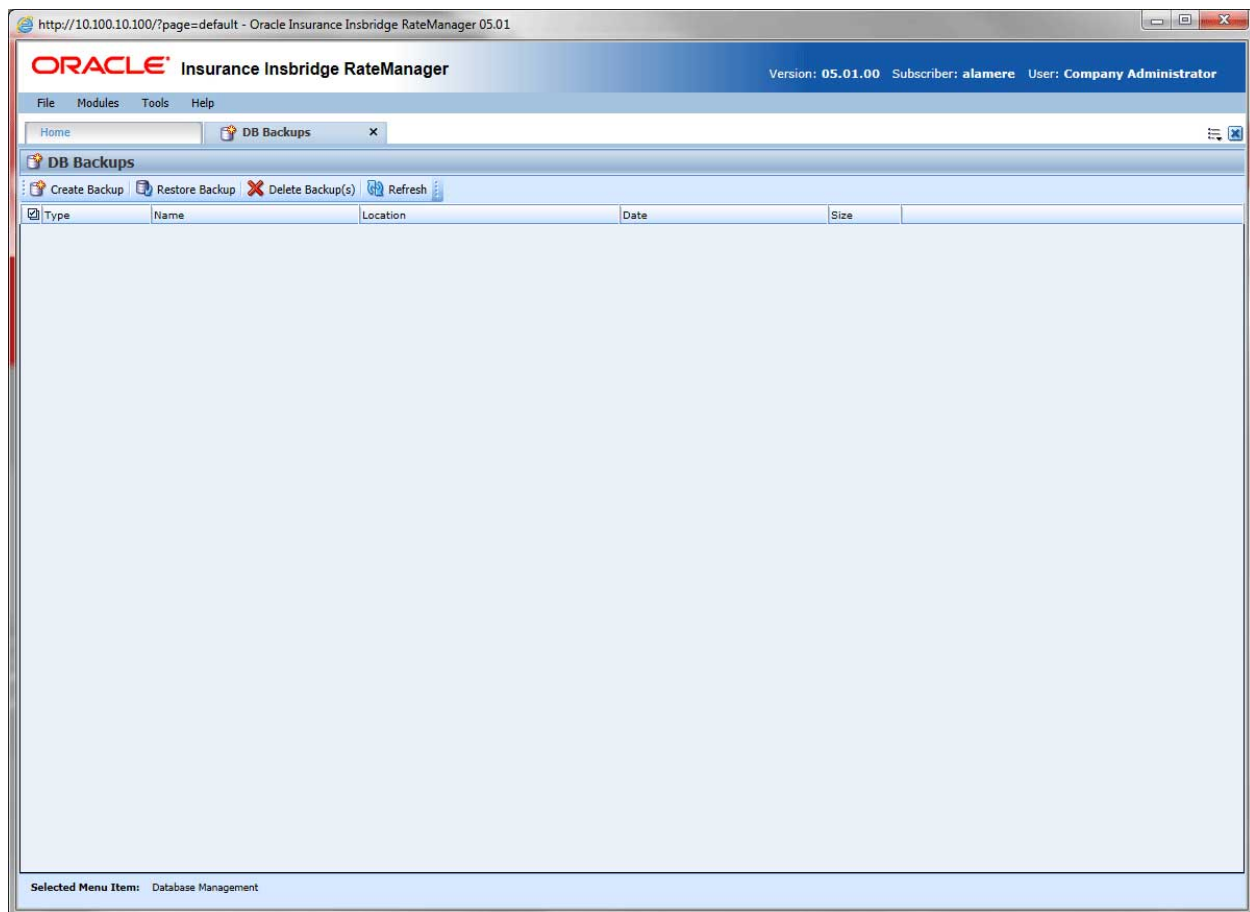 http://10.100.10.100/?page=default - Oracle Insurance Insbridge RateManager 05.01
ORACLE Insurance Insbridge RateManager
Version: 05.01.00 Subscriber: alamere User: Company Administrator
File Modules Tools Help
Home DB Backups
DB Backups
Create Backup Restore Backup Delete Backup(s) Refresh
Type Name Location Date Size
Selected Menu Item: Database Management